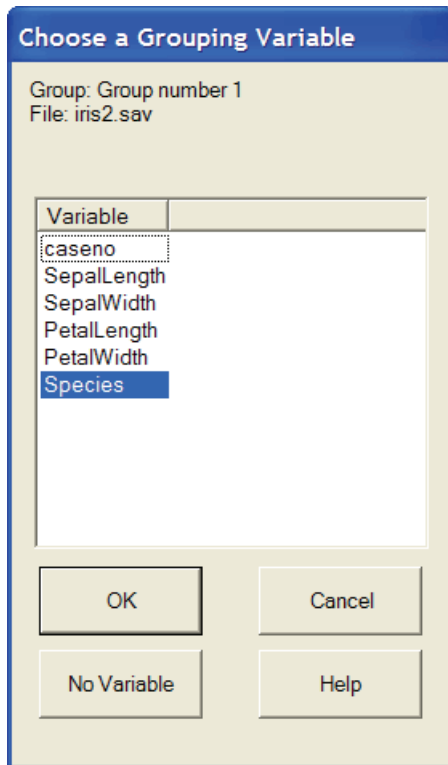 Choose a Grouping Variable
Group: Group number 1
File: iris2.sav
Variable
caseno
SepalLength
SepalWidth
PetalLength
PetalWidth
Species
OK
Cancel
No Variable
Help